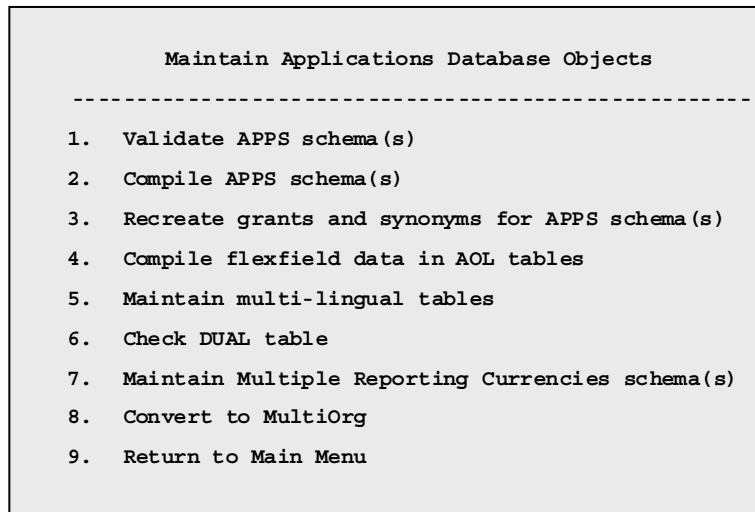 Maintain Applications Database Objects
-----------------------------------------------------
1. Validate APPS schema(s)
2. Compile APPS schema(s)
3. Recreate grants and synonyms for APPS schema(s)
4. Compile flexfield data in AOL tables
5. Maintain multi-lingual tables
6. Check DUAL table
7. Maintain Multiple Reporting Currencies schema(s)
8. Convert to MultiOrg
9. Return to Main Menu